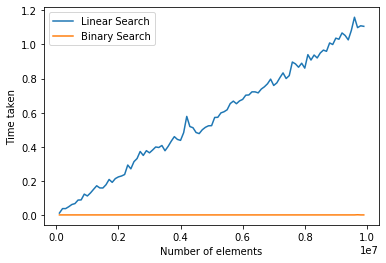 Linear Search
Binary Search
Time taken
1.2
1.0
0.8
0.6
0.4
0.2
0.0
0.0 0.2 0.4 0.6 0.8 1.0
1e7
Number of elements